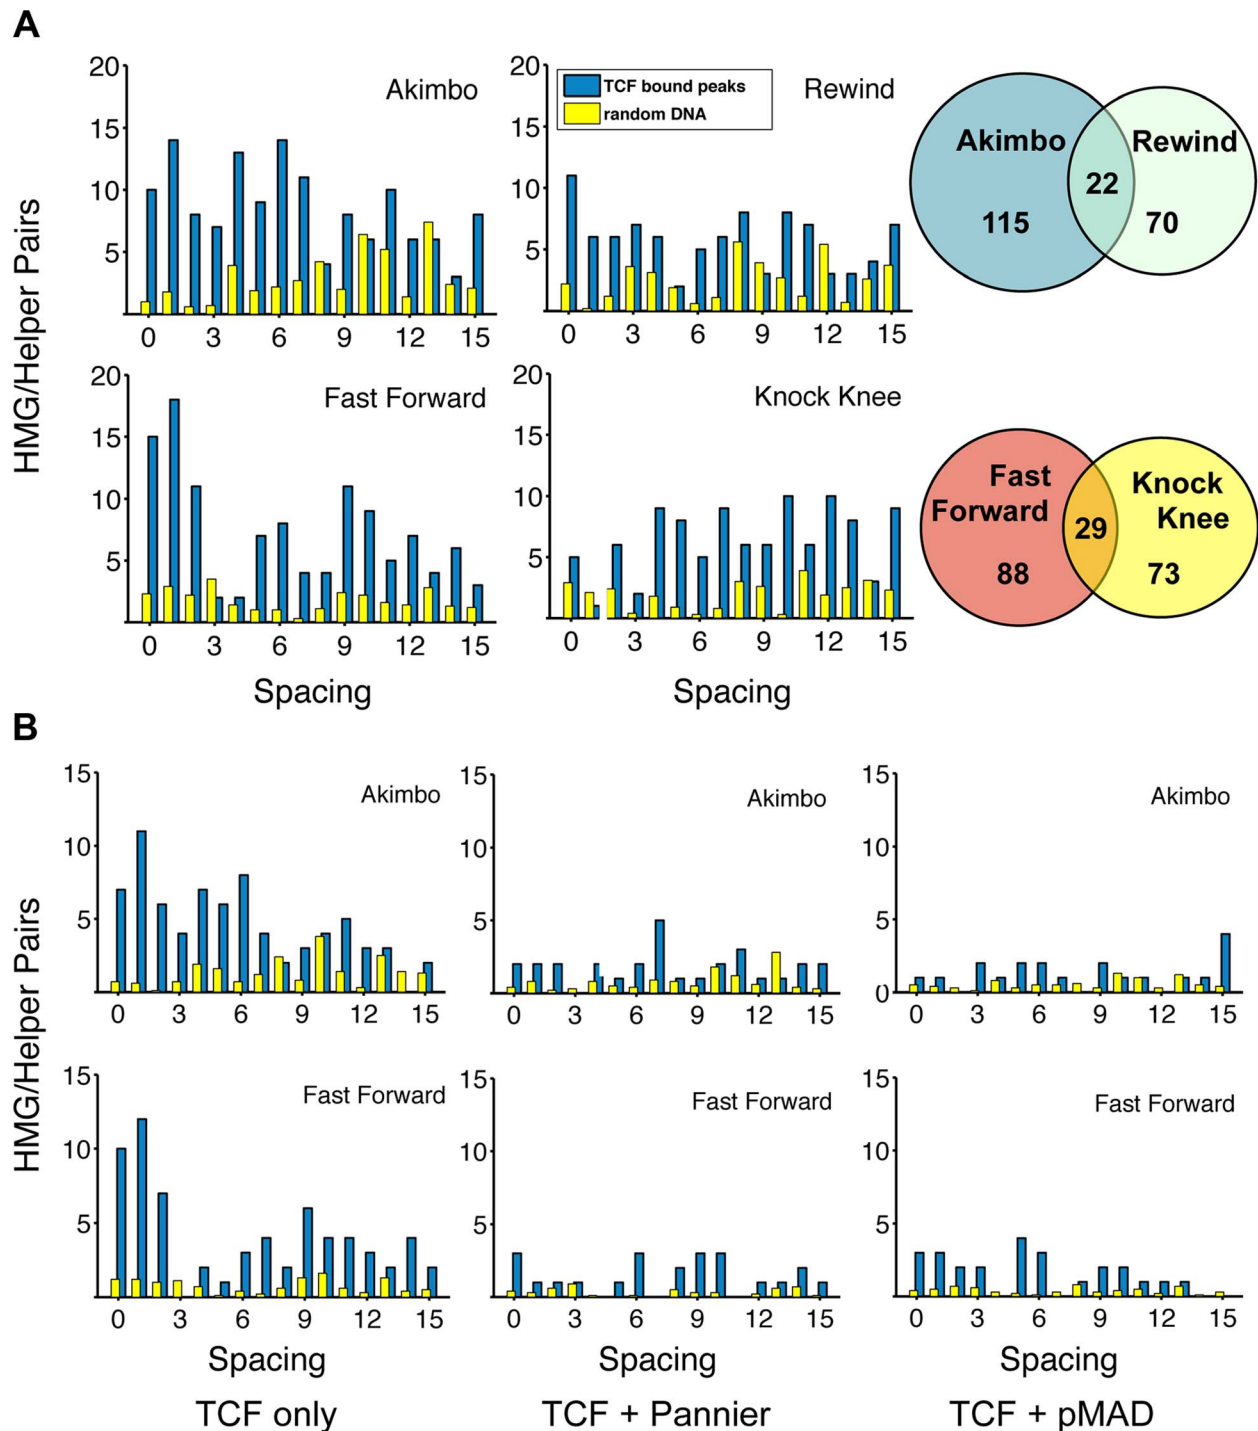 A
HMG/Helper Pairs
20
15
10
5
Akimbo
0 3 6 9 12 15
20
15
10
5
TCF bound peaks
random DNA
Rewind
0 3 6 9 12 15
Akimbo
Rewind
22
115
70
20
15
10
5
Fast Forward
0 3 6 9 12 15
Spacing
20
15
10
5
Knock Knee
0 3 6 9 12 15
Spacing
Fast
Forward
Knock
Knee
29
88
73
B
HMG/Helper Pairs
15
10
5
Akimbo
0 3 6 9 12 15
15
10
5
Akimbo
0 3 6 9 12 15
15
10
5
0
Akimbo
0 3 6 9 12 15
15
10
5
Fast Forward
0 3 6 9 12 15
Spacing
TCF only
15
10
5
Fast Forward
0 3 6 9 12 15
Spacing
TCF + Pannier
15
10
5
Fast Forward
0 3 6 9 12 15
Spacing
TCF + pMAD